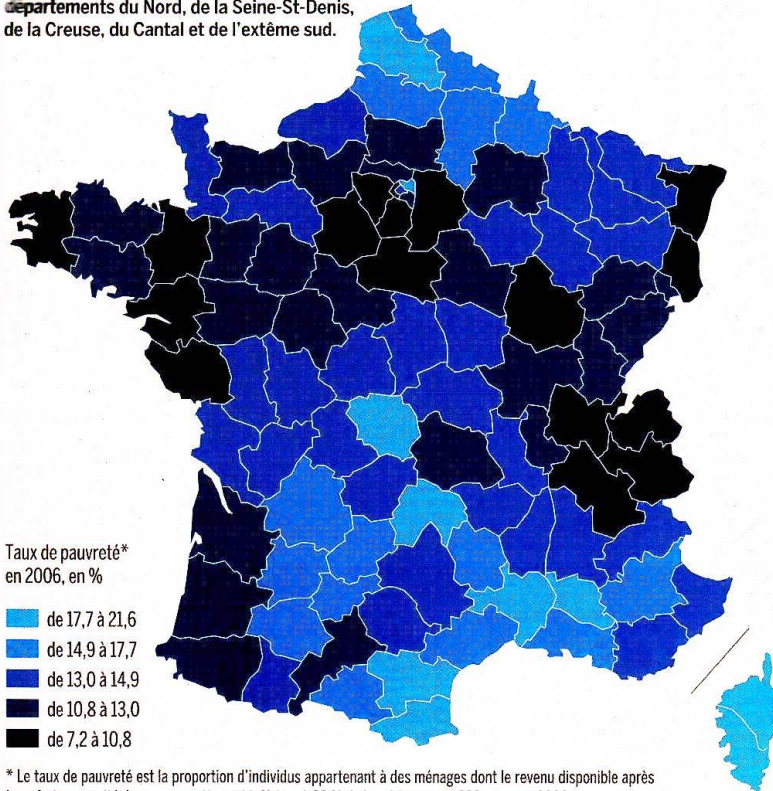 départements du Nord, de la Seine-St-Denis,
de la Creuse, du Cantal et de l'extême sud.
Taux de pauvreté*
en 2006, en %
de 17,7 à 21,6
de 14,9 à 17,7
de 13,0 à 14,9
de 10,8 à 13,0
de 7,2 à 10,8
* Le taux de pauvreté est la proportion d'individus appartenant à des ménages dont le revenu disponible après